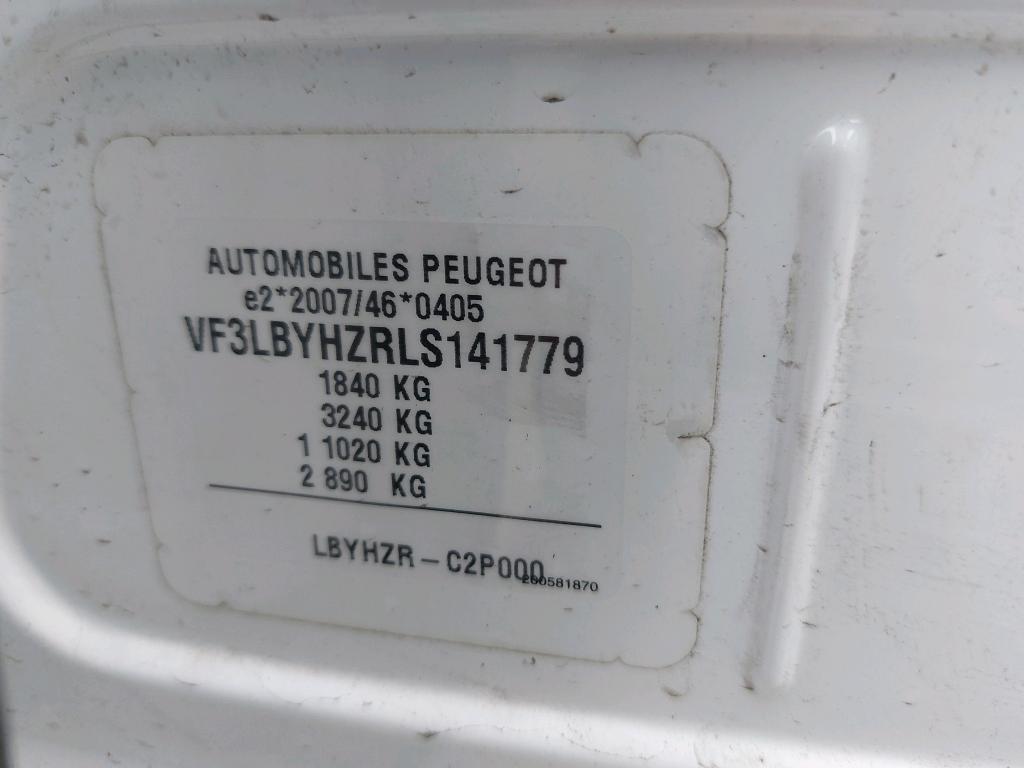 AUTOMOBILES PEUGEOT
e2*2007/46*0405
VF3LBYHZRLS141779
1840 KG
3240 KG
1 1020 KG
2 890 KG
LBYHZR – C2P000
200581870